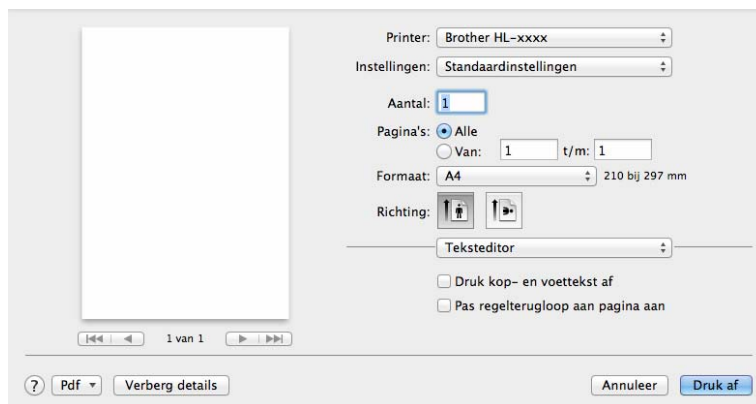 Printer: Brother HL-xxxx
Instellingen: Standaardinstellingen
Aantal: 1
Pagina's: Alle
Van: 1 t/m: 1
Formaat: A4 210 bij 297 mm
Richting:
Teksteditor
Druk kop- en voettekst af
Pas regelterugloop aan pagina aan
1 van 1
? Pdf Verberg details Annuleer Druk af